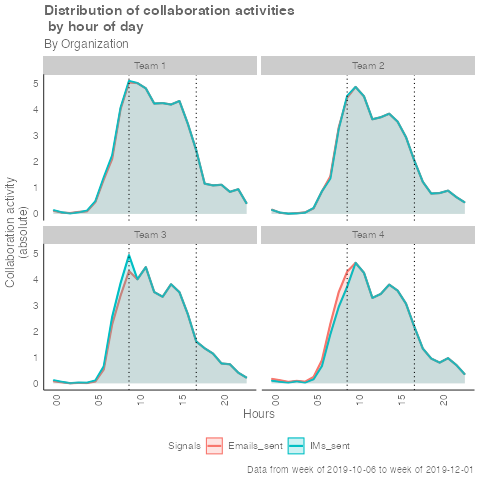 Distribution of collaboration activities
by hour of day
By Organization
Team 1
Team 2
5
4
3
2
1
0
Team 3
Team 4
5
4
3
2
1
0
00
05
10
15
20
00
05
10
15
20
Collaboration activity
(absolute)
Hours
Signals
Emails_sent
IMs_sent
Data from week of 2019-10-06 to week of 2019-12-01